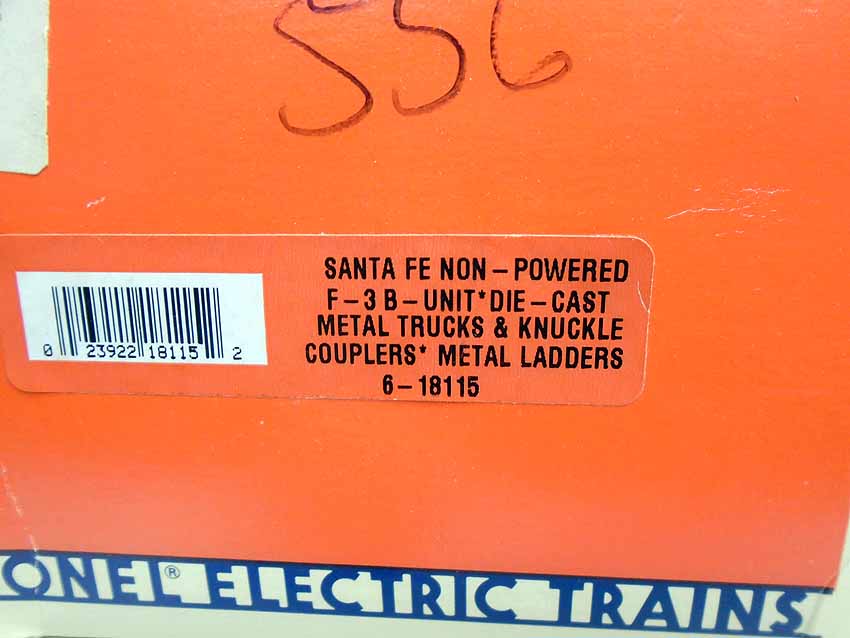 556
SANTA FE NON-POWERED
F-3 B-UNIT*DIE-CAST
METAL TRUCKS & KNUCKLE
COUPLERS* METAL LADDERS
6-18115
0 23922 18115 2
ONEL® ELECTRIC TRAINS